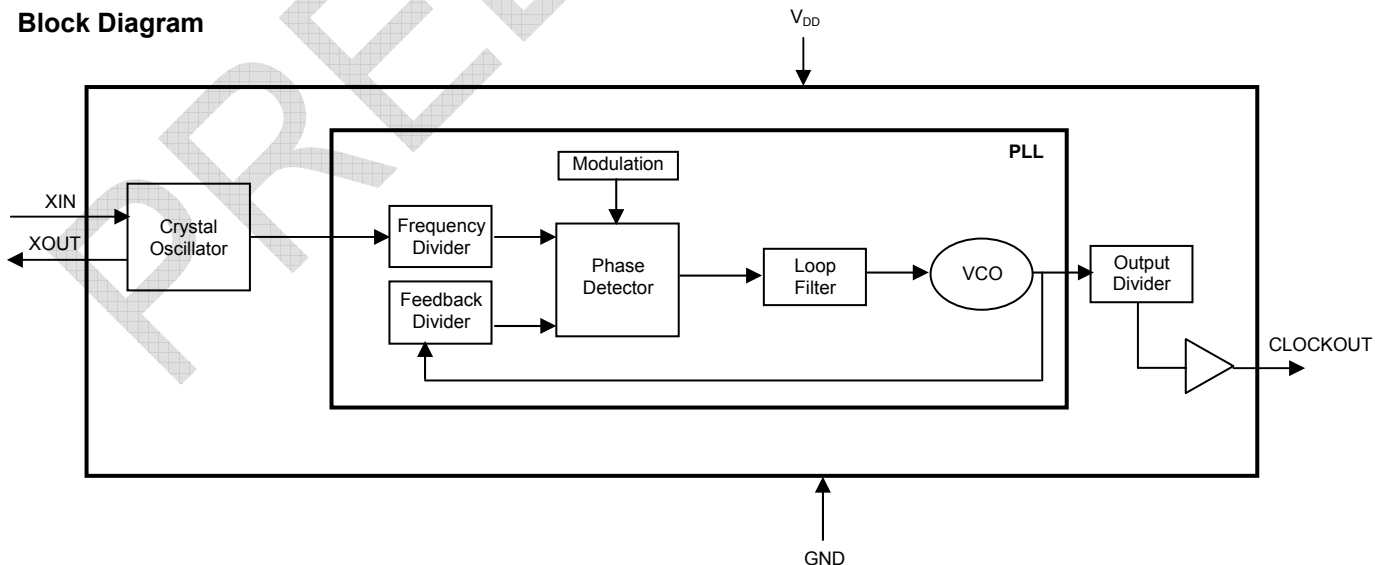 Block Diagram
V_DD
PLL
Modulation
XIN
XOUT
Crystal
Oscillator
Frequency
Divider
Feedback
Divider
Phase
Detector
Loop
Filter
VCO
Output
Divider
CLOCKOUT
GND